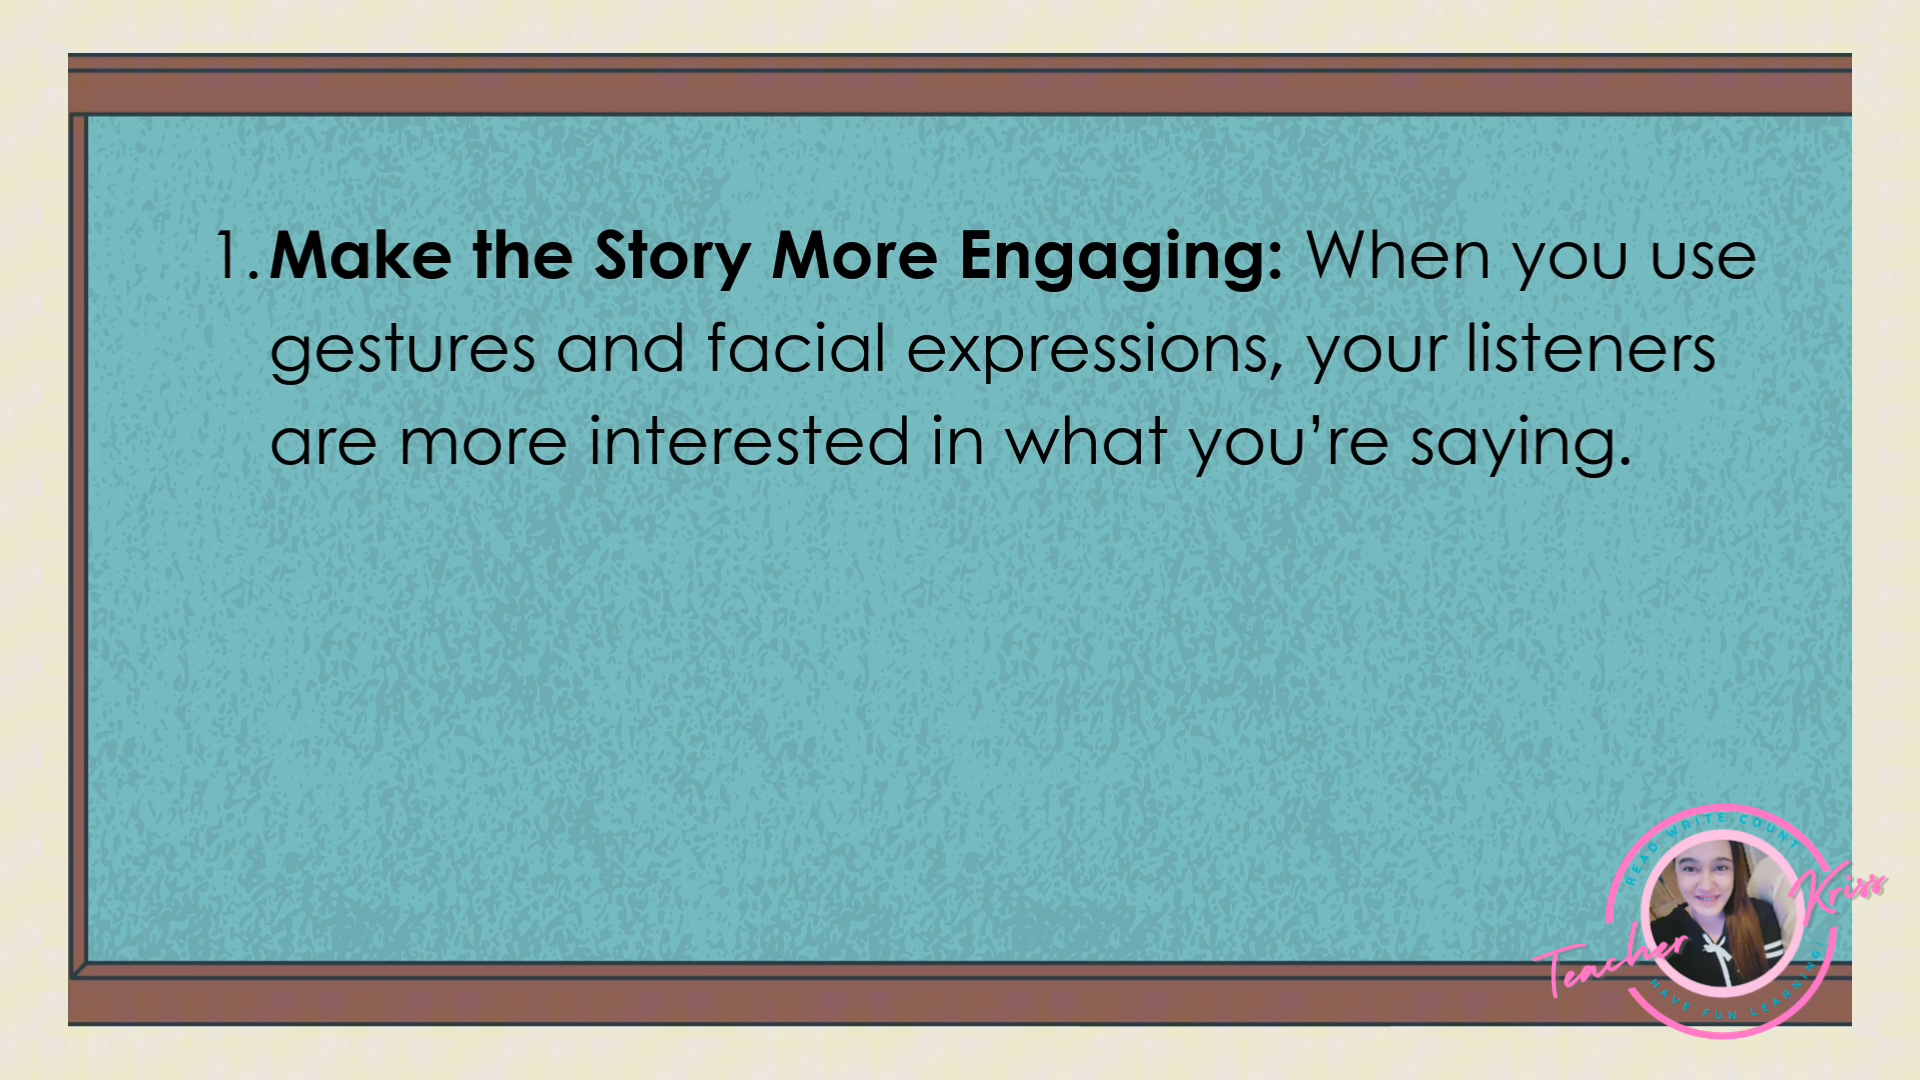 1. Make the Story More Engaging: When you use
gestures and facial expressions, your listeners
are more interested in what you’re saying.
READ-WRITE-COUNT
Teacher Kriss
HAVE FUN LEARNING!